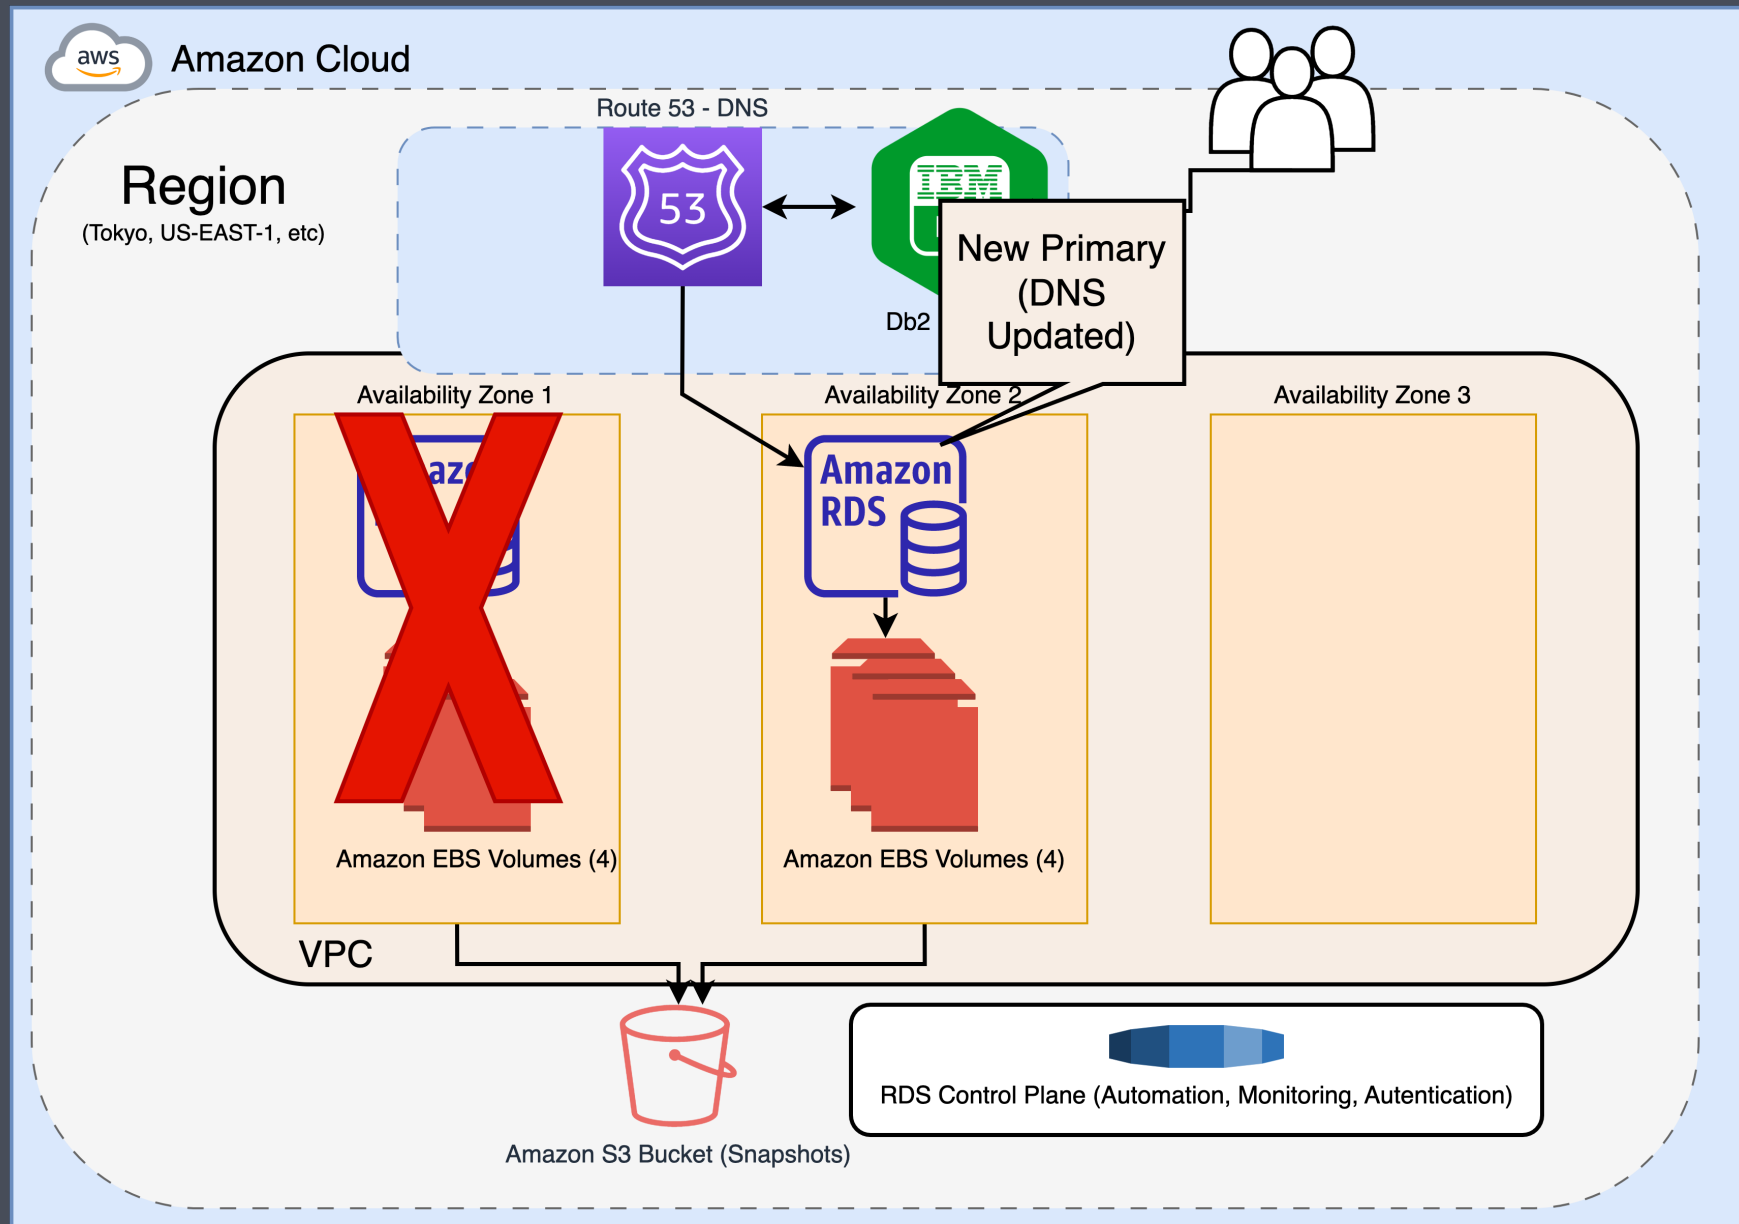 aws
Amazon Cloud
Route 53 - DNS
Region
(Tokyo, US-EAST-1, etc)
53
IBM
New Primary
(DNS
Updated)
Db2
Availability Zone 1
Availability Zone 2
Availability Zone 3
Amazon
RDS
Amazon EBS Volumes (4)
Amazon EBS Volumes (4)
VPC
RDS Control Plane (Automation, Monitoring, Autentication)
Amazon S3 Bucket (Snapshots)